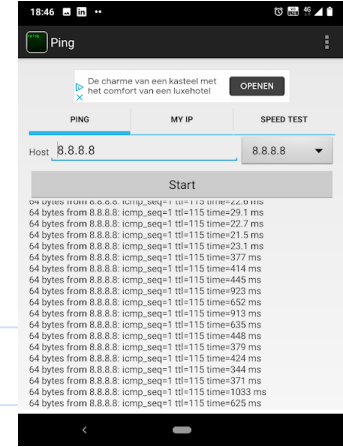 18:46
Ping
De charme van een kasteel met
het comfort van een luxehotel
OPENEN
PING MY IP SPEED TEST
Host 8.8.8.8 8.8.8.8
Start
64 bytes from 8.8.8.8: icmp_seq=1 ttl=115 time=22.6 ms
64 bytes from 8.8.8.8: icmp_seq=1 ttl=115 time=29.1 ms
64 bytes from 8.8.8.8: icmp_seq=1 ttl=115 time=22.7 ms
64 bytes from 8.8.8.8: icmp_seq=1 ttl=115 time=21.5 ms
64 bytes from 8.8.8.8: icmp_seq=1 ttl=115 time=23.1 ms
64 bytes from 8.8.8.8: icmp_seq=1 ttl=115 time=377 ms
64 bytes from 8.8.8.8: icmp_seq=1 ttl=115 time=414 ms
64 bytes from 8.8.8.8: icmp_seq=1 ttl=115 time=445 ms
64 bytes from 8.8.8.8: icmp_seq=1 ttl=115 time=923 ms
64 bytes from 8.8.8.8: icmp_seq=1 ttl=115 time=652 ms
64 bytes from 8.8.8.8: icmp_seq=1 ttl=115 time=913 ms
64 bytes from 8.8.8.8: icmp_seq=1 ttl=115 time=635 ms
64 bytes from 8.8.8.8: icmp_seq=1 ttl=115 time=448 ms
64 bytes from 8.8.8.8: icmp_seq=1 ttl=115 time=379 ms
64 bytes from 8.8.8.8: icmp_seq=1 ttl=115 time=424 ms
64 bytes from 8.8.8.8: icmp_seq=1 ttl=115 time=344 ms
64 bytes from 8.8.8.8: icmp_seq=1 ttl=115 time=371 ms
64 bytes from 8.8.8.8: icmp_seq=1 ttl=115 time=1033 ms
64 bytes from 8.8.8.8: icmp_seq=1 ttl=115 time=625 ms